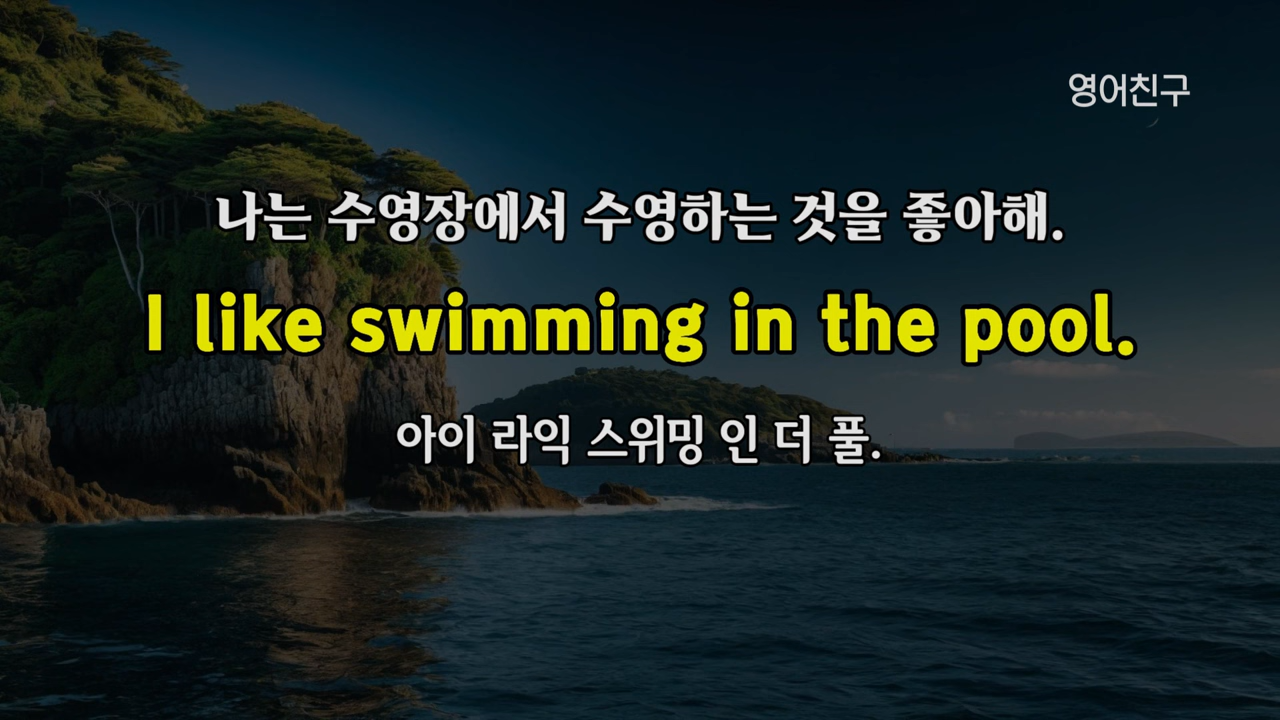 영어친구
나는 수영장에서 수영하는 것을 좋아해.
I like swimming in the pool.
아이 라익 스위밍 인 더 풀.